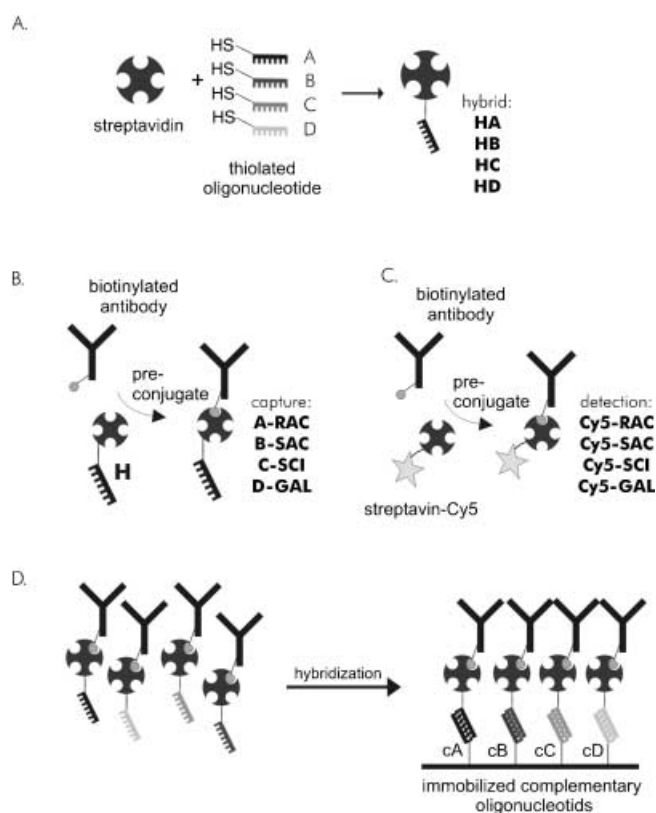 A.
HS
A
HS
B
HS
C
HS
D
+
streptavidin
thiolated
oligonucleotide
hybrid:
HA
HB
HC
HD
B.
biotinylated
antibody
pre-
conjugate
H
capture:
A-RAC
B-SAC
C-SCI
D-GAL
C.
biotinylated
antibody
pre-
conjugate
streptavin-Cy5
detection:
Cy5-RAC
Cy5-SAC
Cy5-SCI
Cy5-GAL
D.
hybridization
cA cB cC cD
immobilized complementary
oligonucleotids